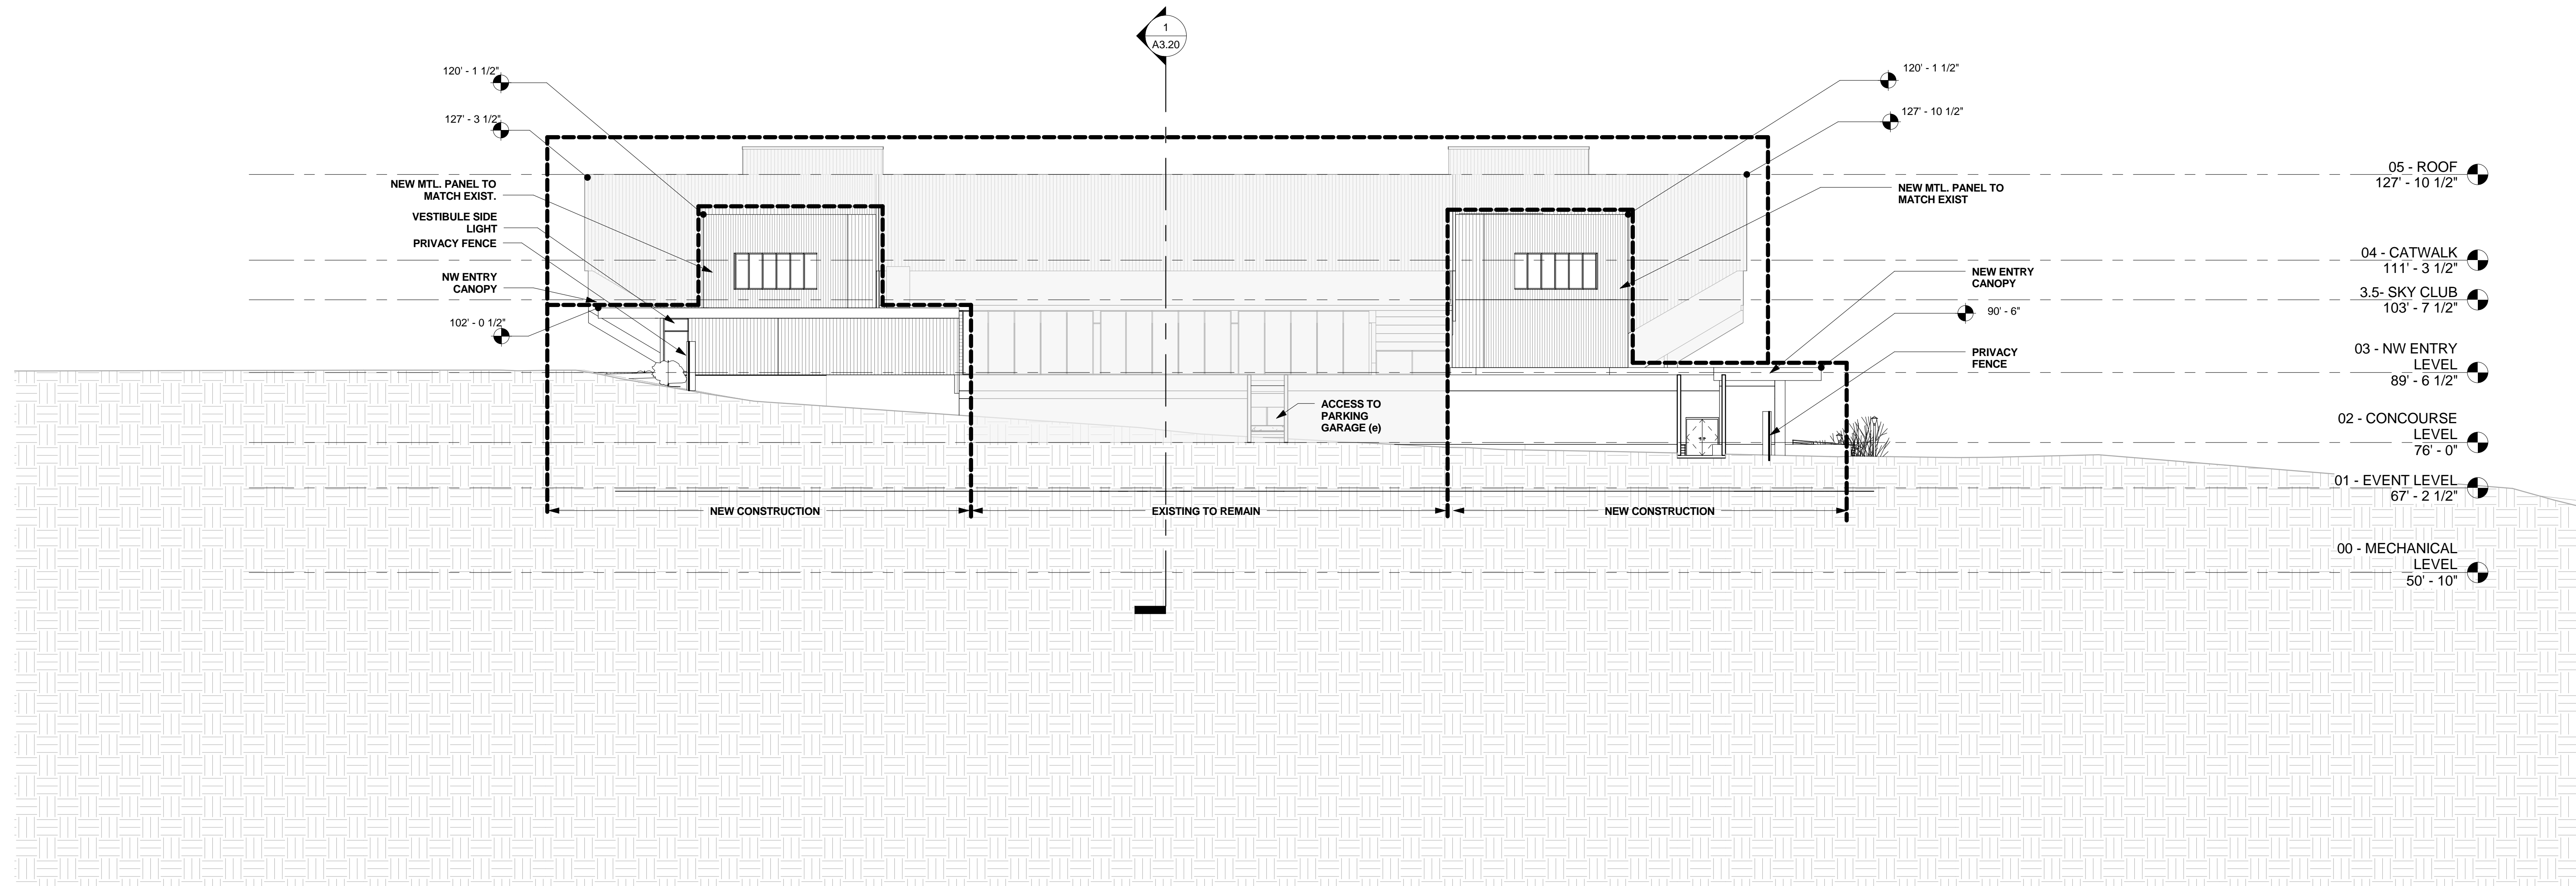 1
A3.20
120' - 1 1/2"
127' - 3 1/2"
NEW MTL. PANEL TO
MATCH EXIST.
VESTIBULE SIDE
LIGHT
PRIVACY FENCE
NW ENTRY
CANOPY
102' - 0 1/2"
120' - 1 1/2"
127' - 10 1/2"
NEW MTL. PANEL TO
MATCH EXIST
NEW ENTRY
CANOPY
90' - 6"
PRIVACY
FENCE
ACCESS TO
PARKING
GARAGE (e)
NEW CONSTRUCTION
EXISTING TO REMAIN
NEW CONSTRUCTION
05 - ROOF
127' - 10 1/2"
04 - CATWALK
111' - 3 1/2"
3.5- SKY CLUB
103' - 7 1/2"
03 - NW ENTRY
LEVEL
89' - 6 1/2"
02 - CONCOURSE
LEVEL
76' - 0"
01 - EVENT LEVEL
67' - 2 1/2"
00 - MECHANICAL
LEVEL
50' - 10"